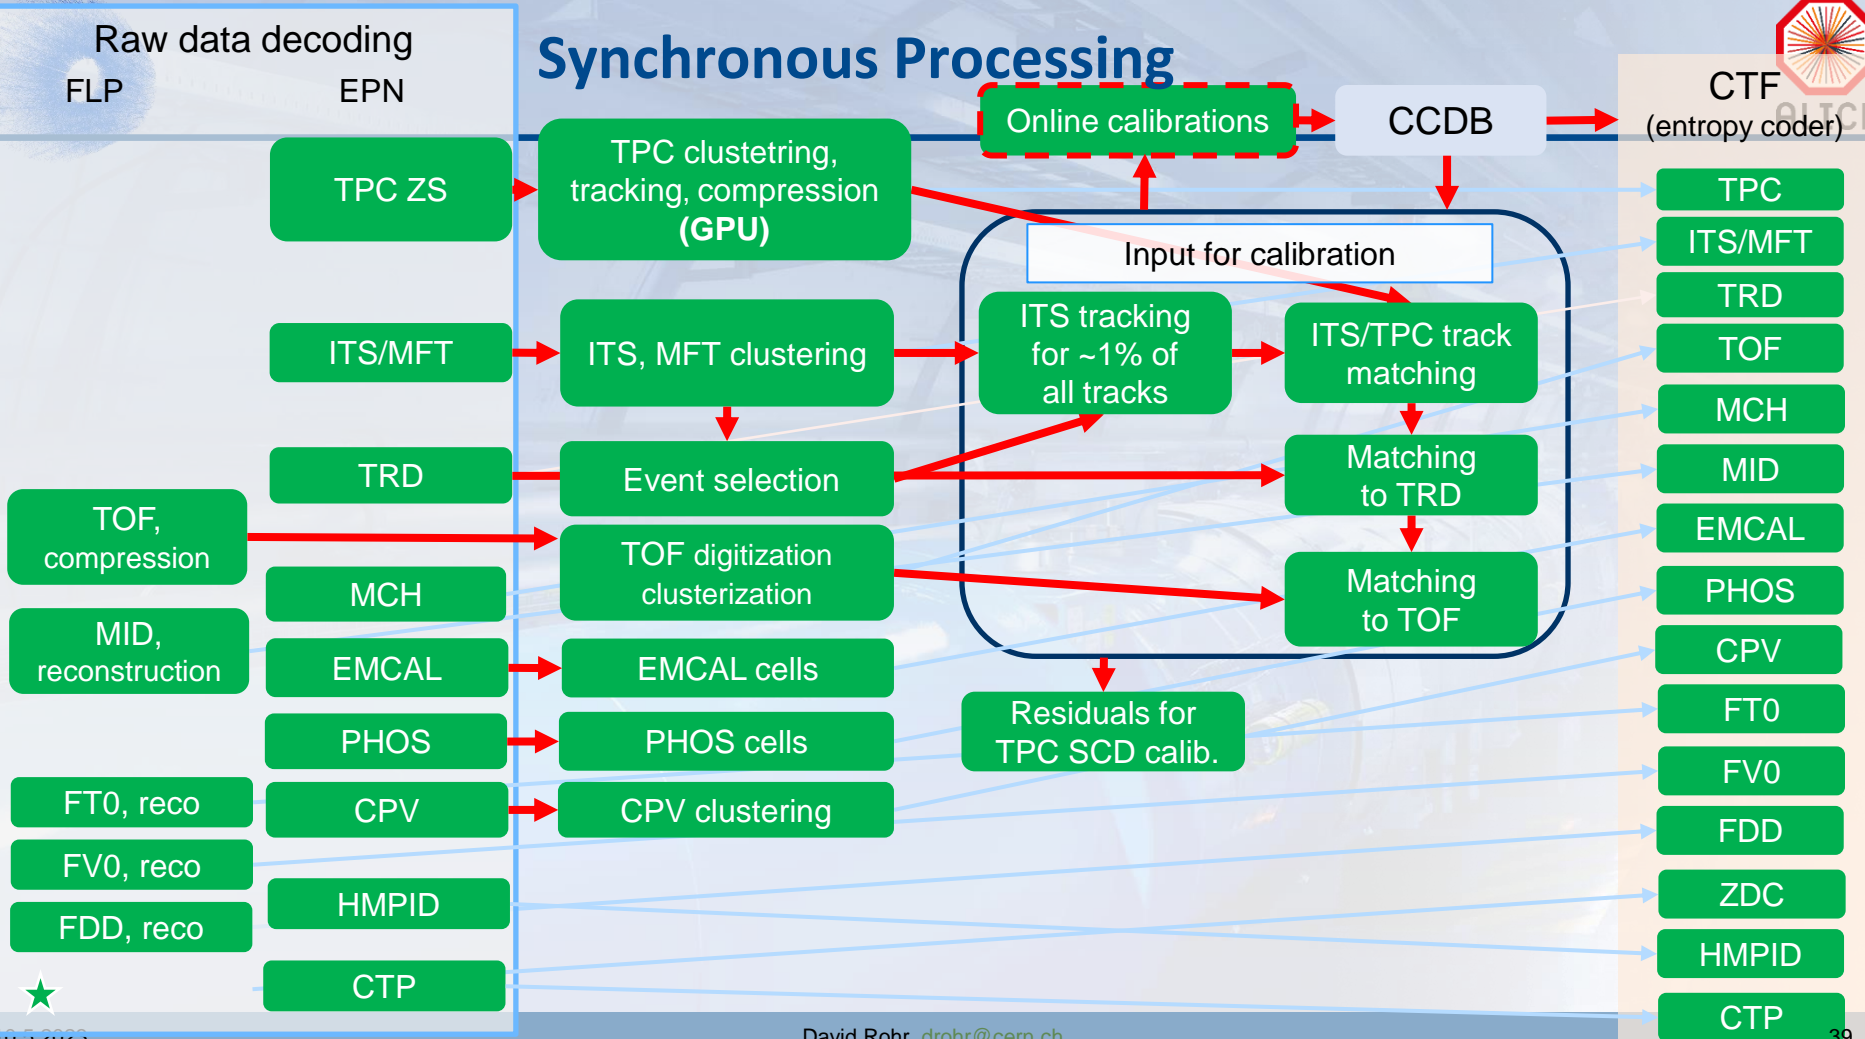 Raw data decoding
FLP
EPN
Synchronous Processing
Online calibrations
CCDB
CTF
(entropy coder)
TPC ZS
TPC clustetring,
tracking, compression
(GPU)
Input for calibration
ITS/MFT
ITS, MFT clustering
ITS tracking
for ~1% of
all tracks
ITS/TPC track
matching
TRD
Event selection
Matching
to TRD
TOF,
compression
TOF digitization
clusterization
Matching
to TOF
MCH
MID,
reconstruction
EMCAL
EMCAL cells
PHOS
PHOS cells
Residuals for
TPC SCD calib.
FT0, reco
CPV
CPV clustering
FV0, reco
HMPID
FDD, reco
CTP
TPC
ITS/MFT
TRD
TOF
MCH
MID
EMCAL
PHOS
CPV
FT0
FV0
FDD
ZDC
HMPID
CTP
David Rohr, drohr@cern.ch
39